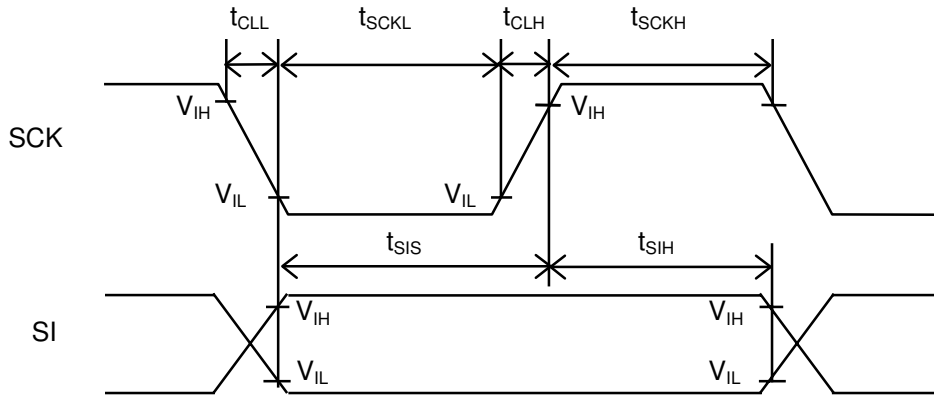 tCLL tSCKL tCLH tSCKH
VIH VIH
SCK
VIL VIL
tSIS tSIH
VIH VIH
SI
VIL VIL